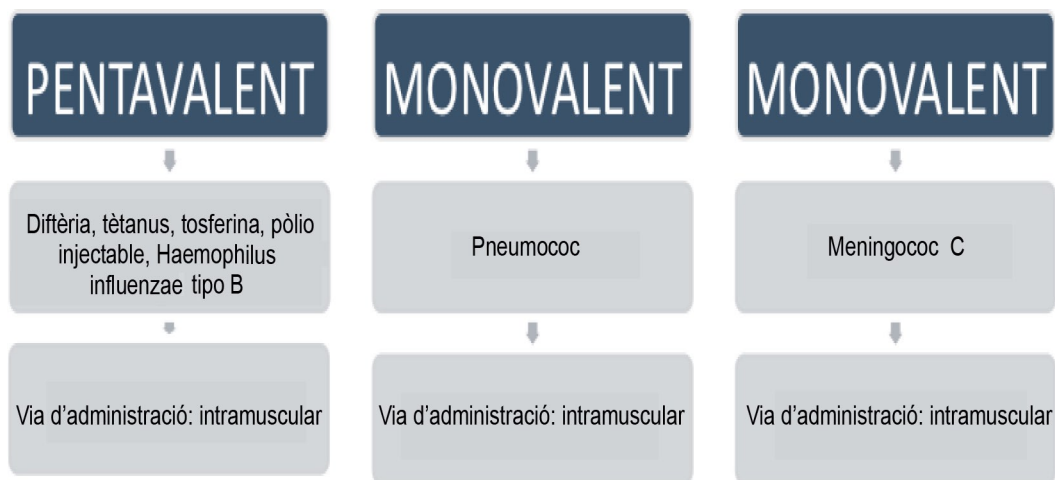 PENTAVALENT
Diftèria, tètanus, tosferina, pòlio
injectable, Haemophilus
influenzae tipo B
Via d'administració: intramuscular
MONOVALENT
Pneumococ
Via d'administració: intramuscular
MONOVALENT
Meningococ C
Via d'administració: intramuscular